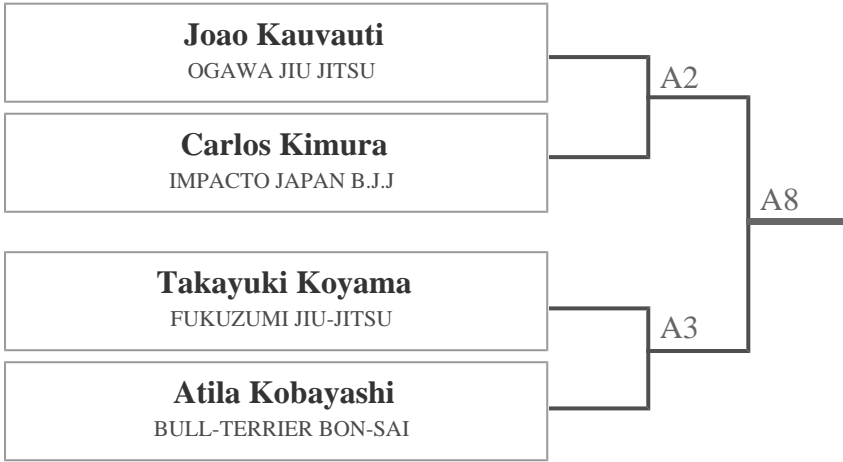 Joao Kauvauti
OGAWA JIU JITSU
A2
Carlos Kimura
IMPACTO JAPAN B.J.J
A8
Takayuki Koyama
FUKUZUMI JIU-JITSU
A3
Atila Kobayashi
BULL-TERRIER BON-SAI